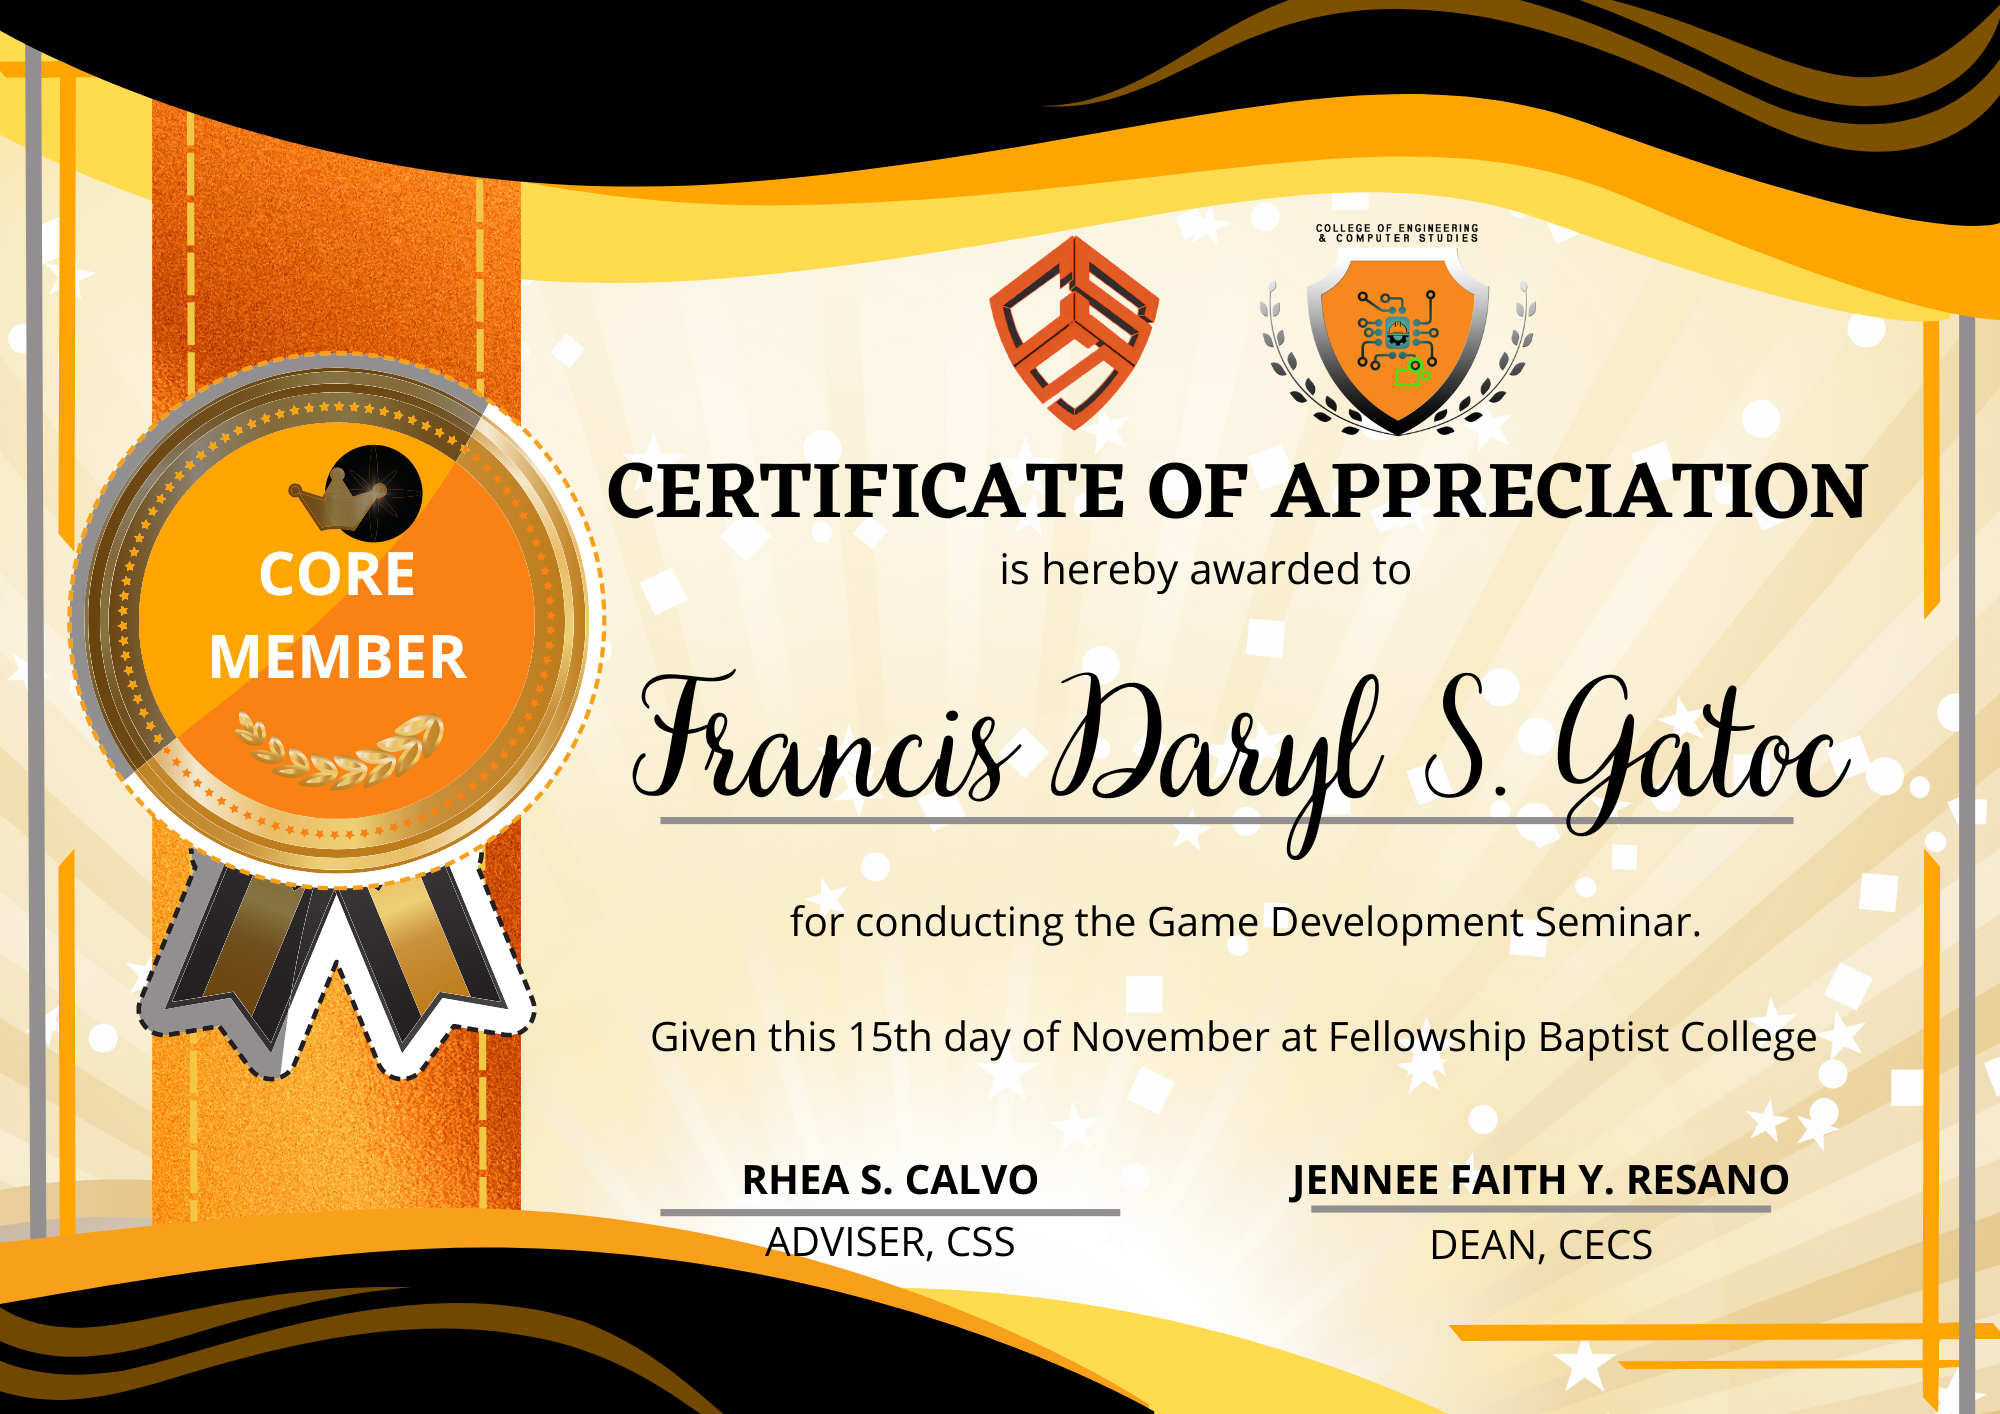 COLLEGE OF ENGINEERING
& COMPUTER STUDIES
CSS
CERTIFICATE OF APPRECIATION
is hereby awarded to
CORE
MEMBER
Francis Daryl S. Gatoc
for conducting the Game Development Seminar.
Given this 15th day of November at Fellowship Baptist College
RHEA S. CALVO
ADVISER, CSS
JENNEE FAITH Y. RESANO
DEAN, CECS